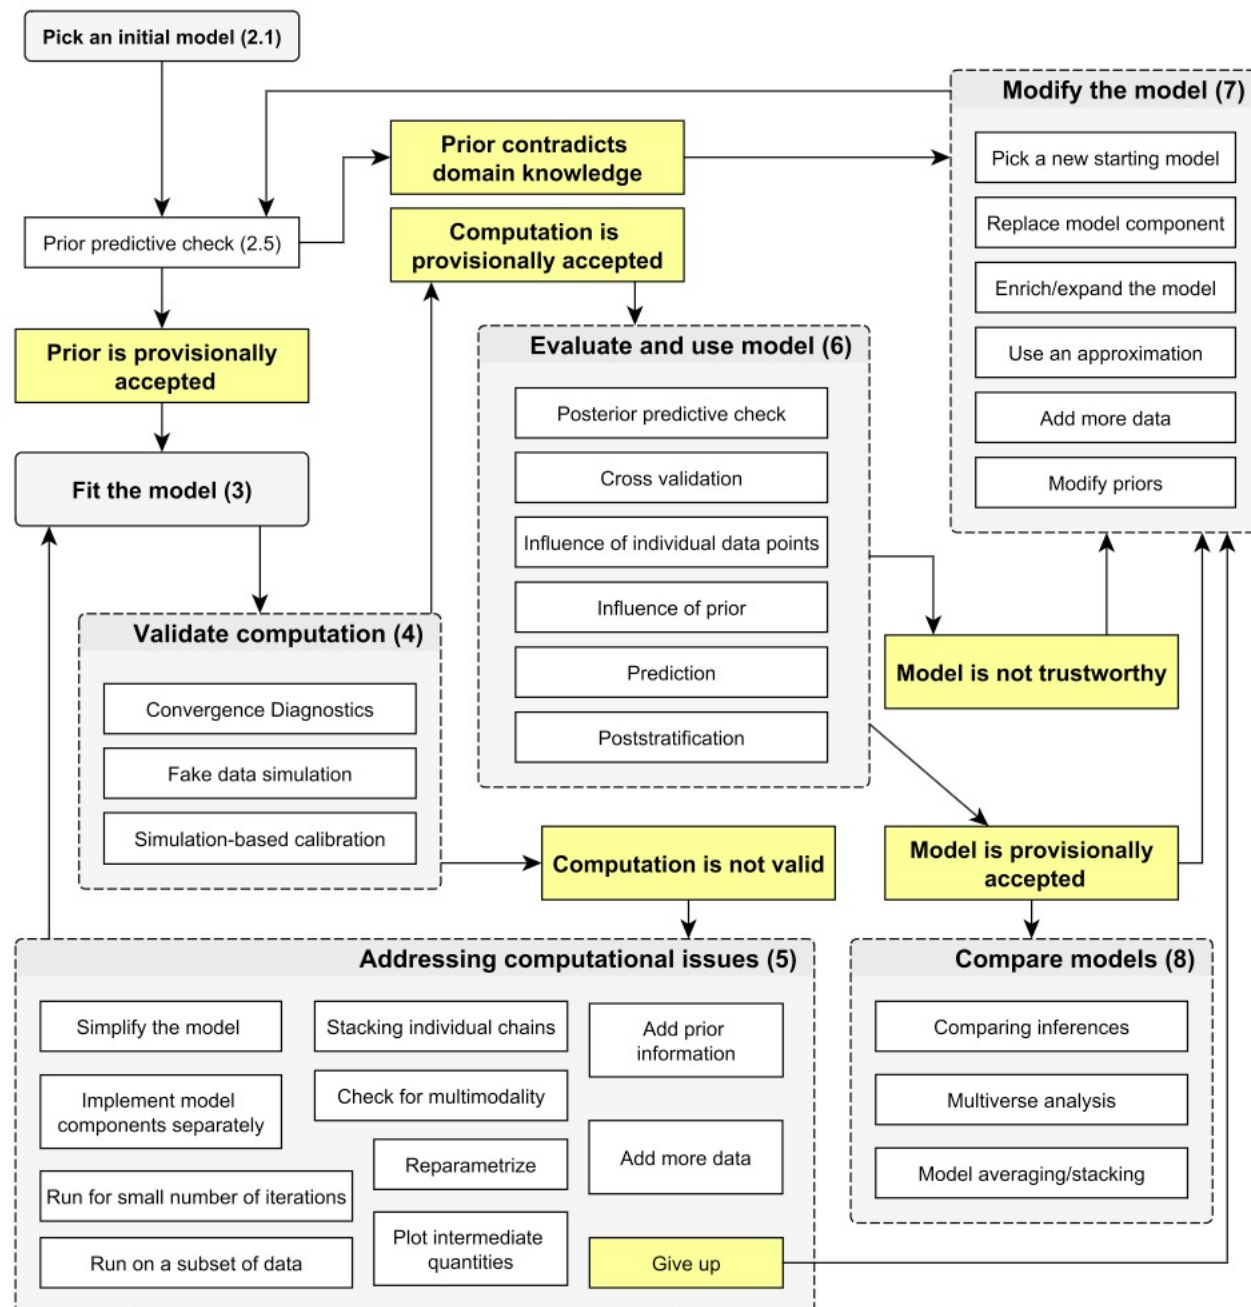 Pick an initial model (2.1)
Prior predictive check (2.5)
Prior contradicts
domain knowledge
Prior is provisionally
accepted
Fit the model (3)
Validate computation (4)
Convergence Diagnostics
Fake data simulation
Simulation-based calibration
Computation is
provisionally accepted
Evaluate and use model (6)
Posterior predictive check
Cross validation
Influence of individual data points
Influence of prior
Prediction
Poststratification
Modify the model (7)
Pick a new starting model
Replace model component
Enrich/expand the model
Use an approximation
Add more data
Modify priors
Model is not trustworthy
Computation is not valid
Model is provisionally
accepted
Addressing computational issues (5)
Simplify the model
Implement model
components separately
Run for small number of iterations
Run on a subset of data
Stacking individual chains
Check for multimodality
Reparametrize
Plot intermediate
quantities
Add prior
information
Add more data
Give up
Compare models (8)
Comparing inferences
Multiverse analysis
Model averaging/stacking